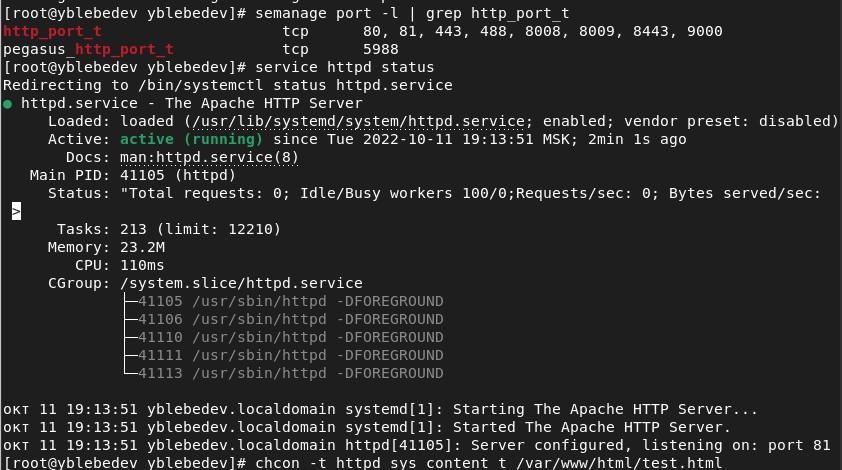 [root@yblebedev yblebedev]# semanage port -l | grep http_port_t
http_port_t                    tcp      80, 81, 443, 488, 8008, 8009, 8443, 9000
pegasus_http_port_t            tcp      5988
[root@yblebedev yblebedev]# service httpd status
Redirecting to /bin/systemctl status httpd.service
● httpd.service - The Apache HTTP Server
     Loaded: loaded (/usr/lib/systemd/system/httpd.service; enabled; vendor preset: disabled)
     Active: active (running) since Tue 2022-10-11 19:13:51 MSK; 2min 1s ago
       Docs: man:httpd.service(8)
   Main PID: 41105 (httpd)
     Status: "Total requests: 0; Idle/Busy workers 100/0;Requests/sec: 0; Bytes served/sec:
 >
      Tasks: 213 (limit: 12210)
     Memory: 23.2M
        CPU: 110ms
     CGroup: /system.slice/httpd.service
             ├─41105 /usr/sbin/httpd -DFOREGROUND
             ├─41106 /usr/sbin/httpd -DFOREGROUND
             ├─41110 /usr/sbin/httpd -DFOREGROUND
             ├─41111 /usr/sbin/httpd -DFOREGROUND
             └─41113 /usr/sbin/httpd -DFOREGROUND
окт 11 19:13:51 yblebedev.localdomain systemd[1]: Starting The Apache HTTP Server...
окт 11 19:13:51 yblebedev.localdomain systemd[1]: Started The Apache HTTP Server.
окт 11 19:13:51 yblebedev.localdomain httpd[41105]: Server configured, listening on: port 81
[root@yblebedev yblebedev]# chcon -t httpd_sys_content_t /var/www/html/test.html